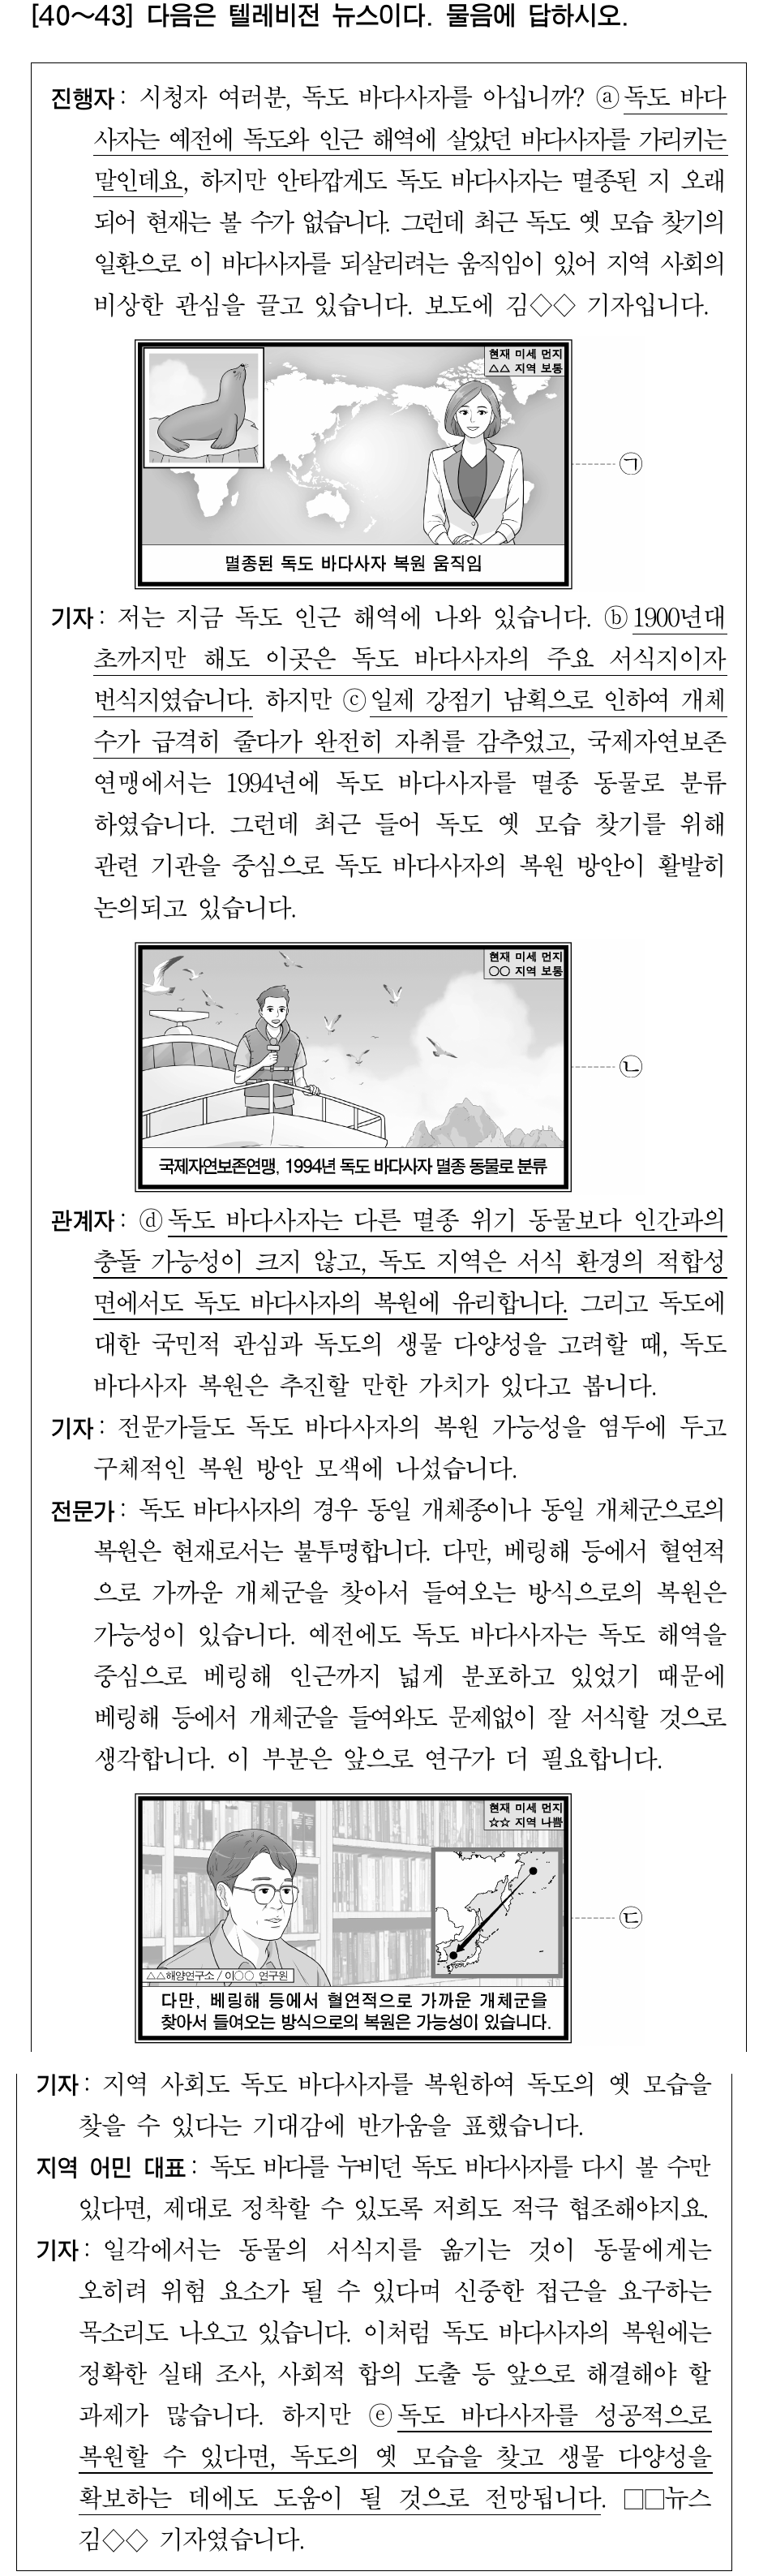 [40～43] 다음은 텔레비전 뉴스이다. 물음에 답하시오.
진행자: 시청자 여러분, 독도 바다사자를 아십니까? ⓐ독도 바다
사자는 예전에 독도와 인근 해역에 살았던 바다사자를 가리키는
말인데요, 하지만 안타깝게도 독도 바다사자는 멸종된 지 오래
되어 현재는 볼 수가 없습니다. 그런데 최근 독도 옛 모습 찾기의
일환으로 이 바다사자를 되살리려는 움직임이 있어 지역 사회의
비상한 관심을 끌고 있습니다. 보도에 김◇◇ 기자입니다.
현재 미세 먼지
△△ 지역 보통
㉠
멸종된 독도 바다사자 복원 움직임
기자: 저는 지금 독도 인근 해역에 나와 있습니다. ⓑ1900년대
초까지만 해도 이곳은 독도 바다사자의 주요 서식지이자
번식지였습니다. 하지만 ⓒ일제 강점기 남획으로 인하여 개체
수가 급격히 줄다가 완전히 자취를 감추었고, 국제자연보존
연맹에서는 1994년에 독도 바다사자를 멸종 동물로 분류
하였습니다. 그런데 최근 들어 독도 옛 모습 찾기를 위해
관련 기관을 중심으로 독도 바다사자의 복원 방안이 활발히
논의되고 있습니다.
현재 미세 먼지
○○ 지역 보통
㉡
국제자연보존연맹, 1994년 독도 바다사자 멸종 동물로 분류
관계자: ⓓ독도 바다사자는 다른 멸종 위기 동물보다 인간과의
충돌 가능성이 크지 않고, 독도 지역은 서식 환경의 적합성
면에서도 독도 바다사자의 복원에 유리합니다. 그리고 독도에
대한 국민적 관심과 독도의 생물 다양성을 고려할 때, 독도
바다사자 복원은 추진할 만한 가치가 있다고 봅니다.
기자: 전문가들도 독도 바다사자의 복원 가능성을 염두에 두고
구체적인 복원 방안 모색에 나섰습니다.
전문가: 독도 바다사자의 경우 동일 개체종이나 동일 개체군으로의
복원은 현재로서는 불투명합니다. 다만, 베링해 등에서 혈연적
으로 가까운 개체군을 찾아서 들여오는 방식으로의 복원은
가능성이 있습니다. 예전에도 독도 바다사자는 독도 해역을
중심으로 베링해 인근까지 넓게 분포하고 있었기 때문에
베링해 등에서 개체군을 들여와도 문제없이 잘 서식할 것으로
생각합니다. 이 부분은 앞으로 연구가 더 필요합니다.
현재 미세 먼지
☆☆ 지역 나쁨
㉢
△△해양연구소 / 이○○ 연구원
다만, 베링해 등에서 혈연적으로 가까운 개체군을
찾아서 들여오는 방식으로의 복원은 가능성이 있습니다.
기자: 지역 사회도 독도 바다사자를 복원하여 독도의 옛 모습을
찾을 수 있다는 기대감에 반가움을 표했습니다.
지역 어민 대표: 독도 바다를 누비던 독도 바다사자를 다시 볼 수만
있다면, 제대로 정착할 수 있도록 저희도 적극 협조해야지요.
기자: 일각에서는 동물의 서식지를 옮기는 것이 동물에게는
오히려 위험 요소가 될 수 있다며 신중한 접근을 요구하는
목소리도 나오고 있습니다. 이처럼 독도 바다사자의 복원에는
정확한 실태 조사, 사회적 합의 도출 등 앞으로 해결해야 할
과제가 많습니다. 하지만 ⓔ독도 바다사자를 성공적으로
복원할 수 있다면, 독도의 옛 모습을 찾고 생물 다양성을
확보하는 데에도 도움이 될 것으로 전망됩니다. □□뉴스
김◇◇ 기자였습니다.